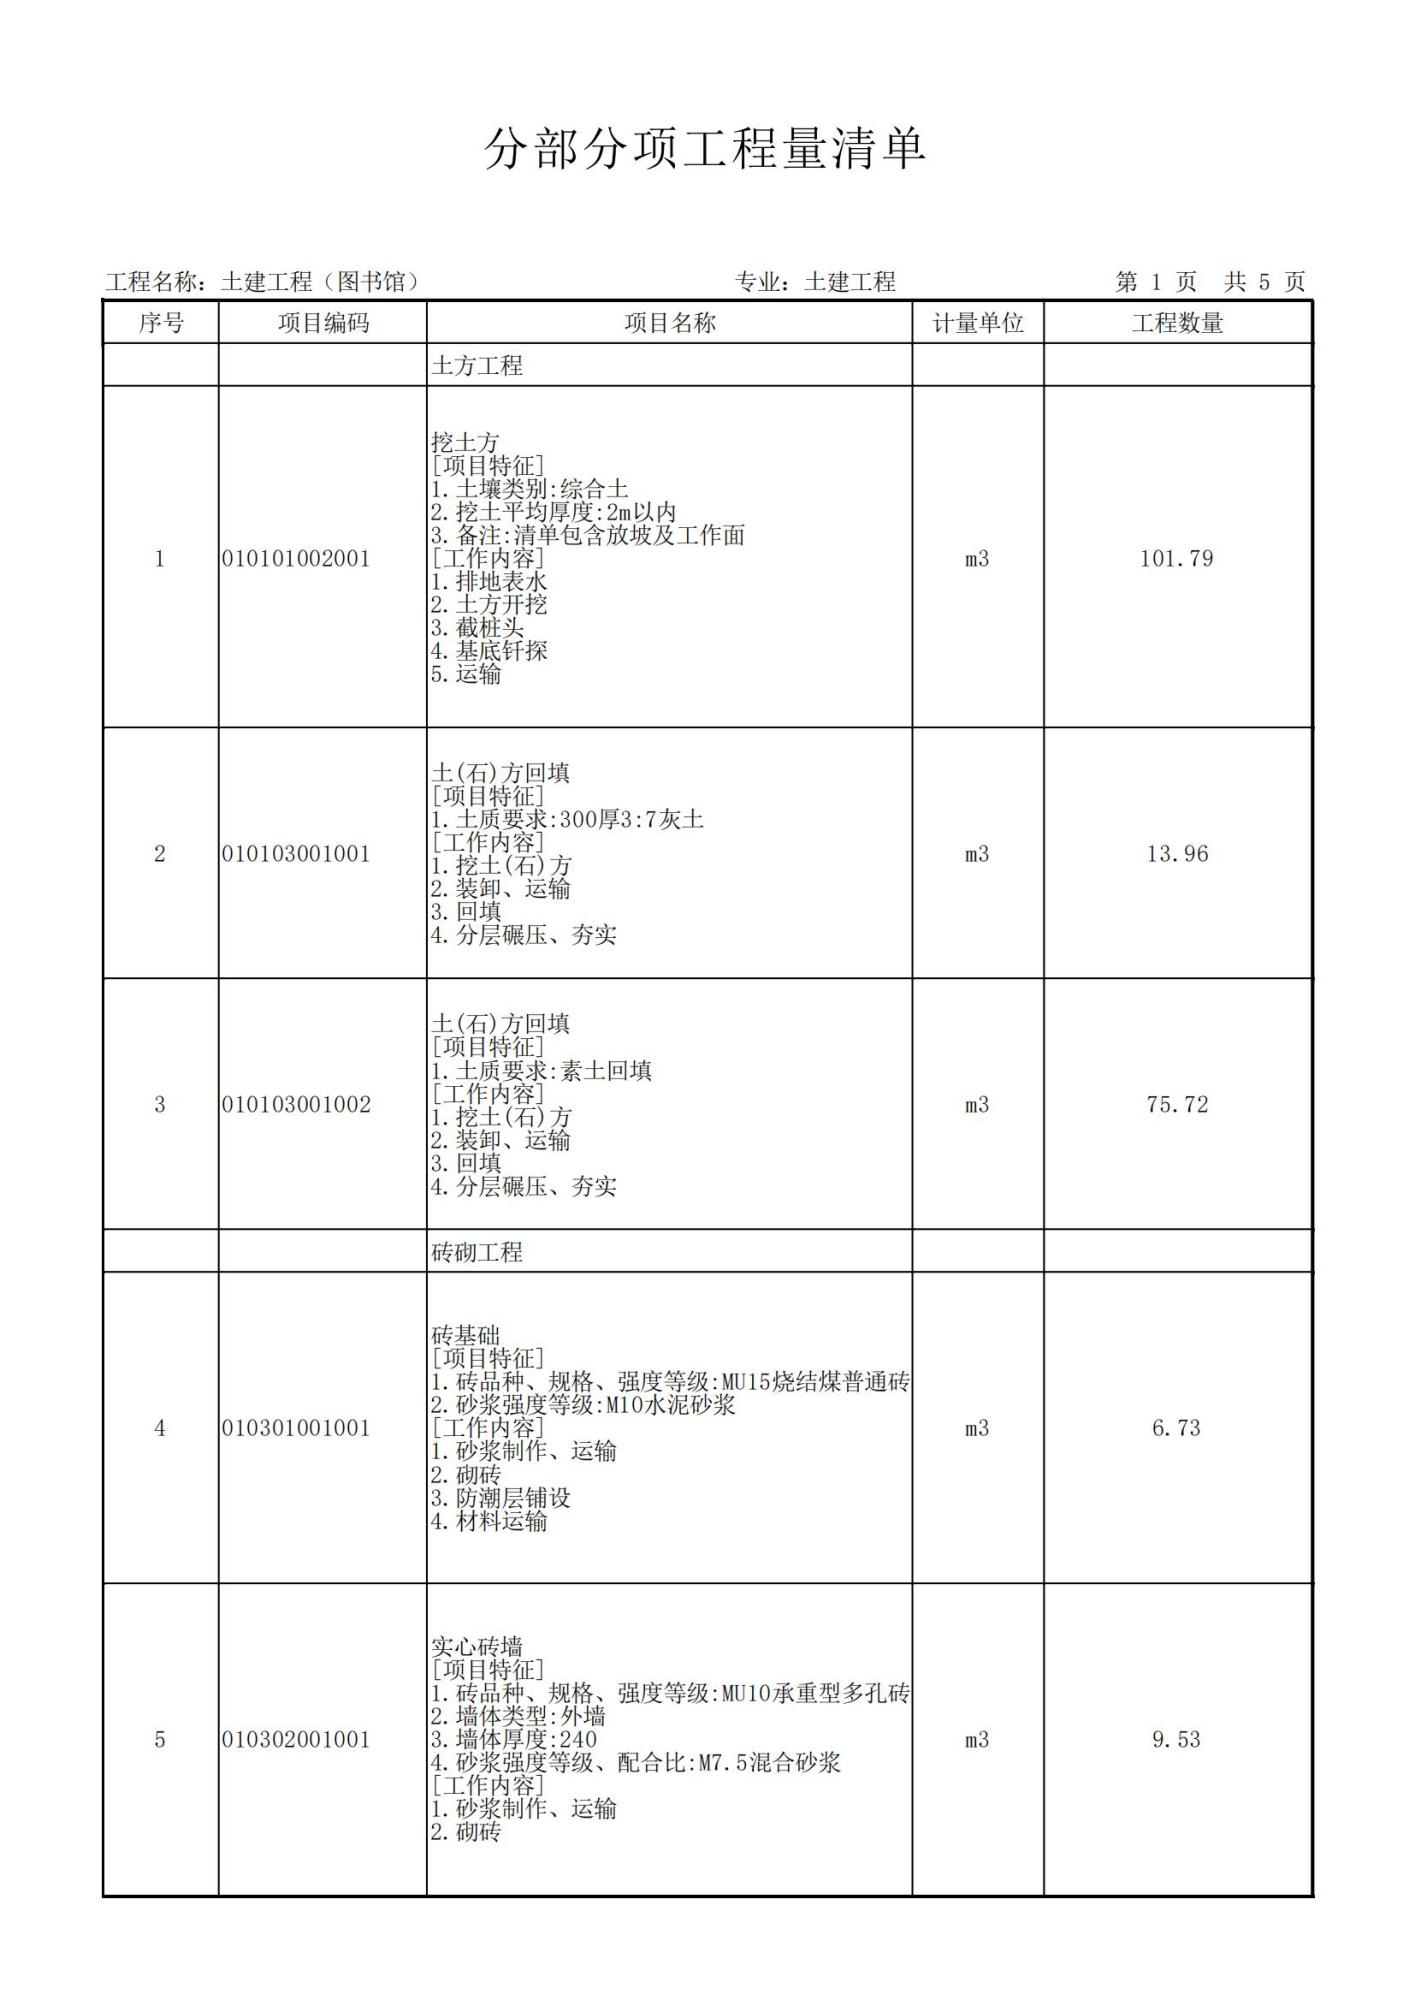 分部分项工程量清单
工程名称：土建工程（图书馆） 专业：土建工程 第 1 页 共 5 页
序号 项目编码 项目名称 计量单位 工程数量
土方工程
挖土方
[项目特征]
1.土壤类别:综合土
2.挖土平均厚度:2m以内
3.备注:清单包含放坡及工作面
1 010101002001 [工作内容] m3 101.79
1.排地表水
2.土方开挖
3.截桩头
4.基底钎探
5.运输
土(石)方回填
[项目特征]
1.土质要求:300厚3:7灰土
[工作内容]
2 010103001001 1.挖土(石)方 m3 13.96
2.装卸、运输
3.回填
4.分层碾压、夯实
土(石)方回填
[项目特征]
1.土质要求:素土回填
[工作内容]
3 010103001002 1.挖土(石)方 m3 75.72
2.装卸、运输
3.回填
4.分层碾压、夯实
砖砌工程
砖基础
[项目特征]
1.砖品种、规格、强度等级:MU15烧结煤普通砖
2.砂浆强度等级:M10水泥砂浆
4 010301001001 [工作内容] m3 6.73
1.砂浆制作、运输
2.砌砖
3.防潮层铺设
4.材料运输
实心砖墙
[项目特征]
1.砖品种、规格、强度等级:MU10承重型多孔砖
2.墙体类型:外墙
5 010302001001 3.墙体厚度:240 m3 9.53
4.砂浆强度等级、配合比:M7.5混合砂浆
[工作内容]
1.砂浆制作、运输
2.砌砖